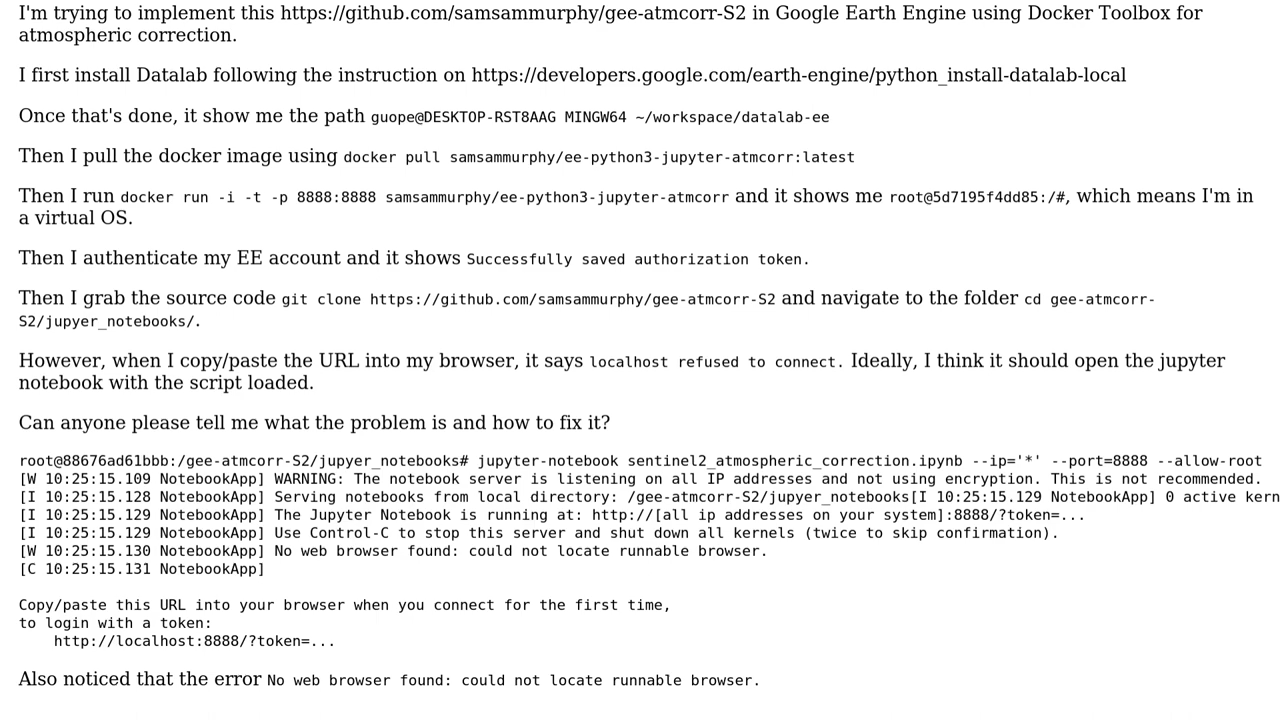 I'm trying to implement this https://github.com/samsammurphy/gee-atmcorr-S2 in Google Earth Engine using Docker Toolbox for
atmospheric correction.
I first install Datalab following the instruction on https://developers.google.com/earth-engine/python_install-datalab-local
Once that's done, it show me the path guope@DESKTOP-RST8AAG MINGW64 ~/workspace/datalab-ee
Then I pull the docker image using docker pull samsammurphy/ee-python3-jupyter-atmcorr:latest
Then I run docker run -i -t -p 8888:8888 samsammurphy/ee-python3-jupyter-atmcorr and it shows me root@5d7195f4dd85:/#, which means I'm in
a virtual OS.
Then I authenticate my EE account and it shows Successfully saved authorization token.
Then I grab the source code git clone https://github.com/samsammurphy/gee-atmcorr-S2 and navigate to the folder cd gee-atmcorr-
S2/jupyer_notebooks/.
However, when I copy/paste the URL into my browser, it says localhost refused to connect. Ideally, I think it should open the jupyter
notebook with the script loaded.
Can anyone please tell me what the problem is and how to fix it?
root@88676ad61bbb:/gee-atmcorr-S2/jupyer_notebooks# jupyter-notebook sentinel2_atmospheric_correction.ipynb --ip='*' --port=8888 --allow-root
[W 10:25:15.109 NotebookApp] WARNING: The notebook server is listening on all IP addresses and not using encryption. This is not recommended.
[I 10:25:15.128 NotebookApp] Serving notebooks from local directory: /gee-atmcorr-S2/jupyer_notebooks[I 10:25:15.129 NotebookApp] 0 active kern
[I 10:25:15.129 NotebookApp] The Jupyter Notebook is running at: http://[all ip addresses on your system]:8888/?token=...
[I 10:25:15.129 NotebookApp] Use Control-C to stop this server and shut down all kernels (twice to skip confirmation).
[W 10:25:15.130 NotebookApp] No web browser found: could not locate runnable browser.
[C 10:25:15.131 NotebookApp]
Copy/paste this URL into your browser when you connect for the first time,
to login with a token:
http://localhost:8888/?token=...
Also noticed that the error No web browser found: could not locate runnable browser.